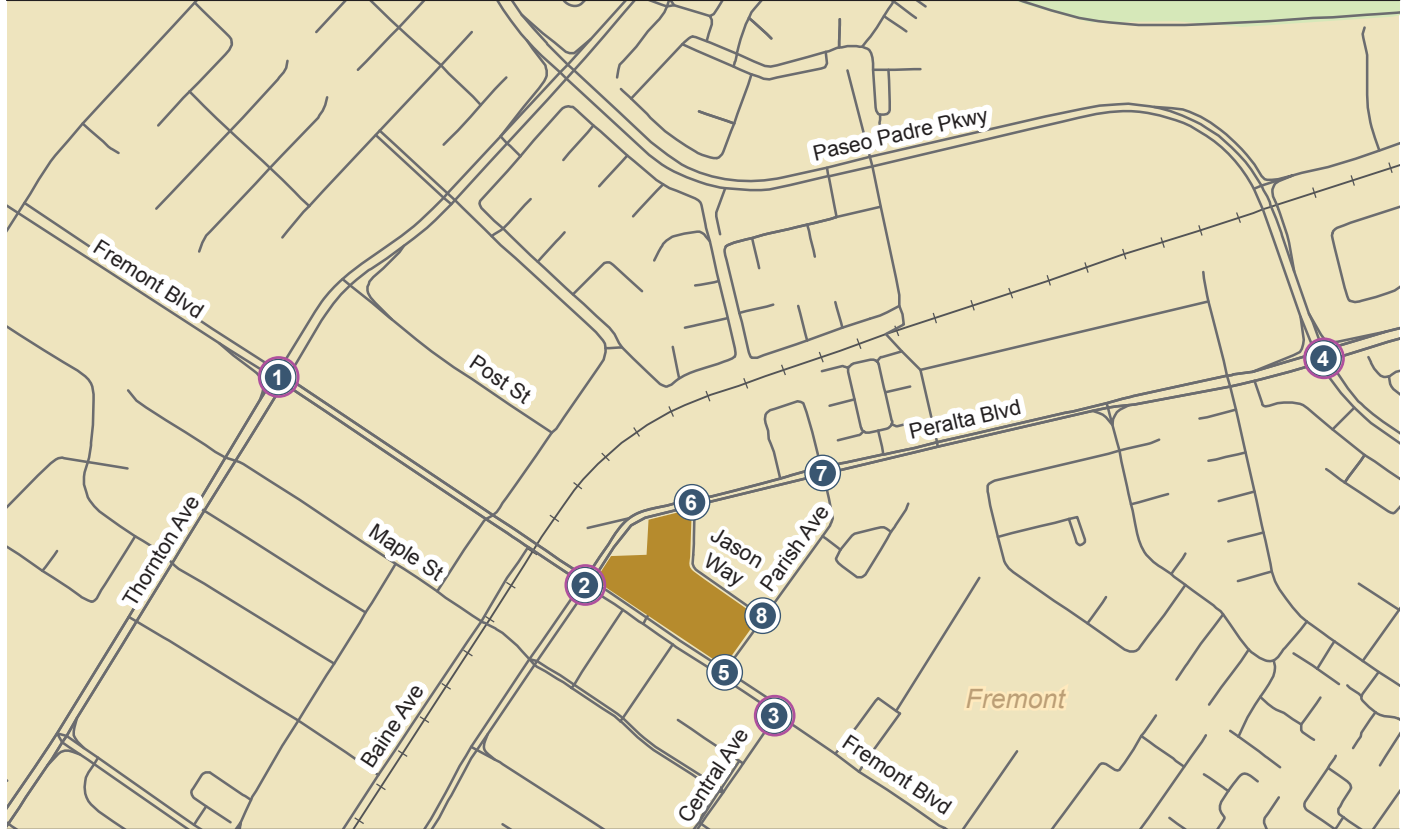 Paseo Padre Pkwy
Fremont Blvd
4
1
Post St
Peralta Blvd
7
6
Thornton Ave
Maple St
Jason
Way
Parish Ave
2
8
5
Fremont
3
Baine Ave
Central Ave
Fremont Blvd